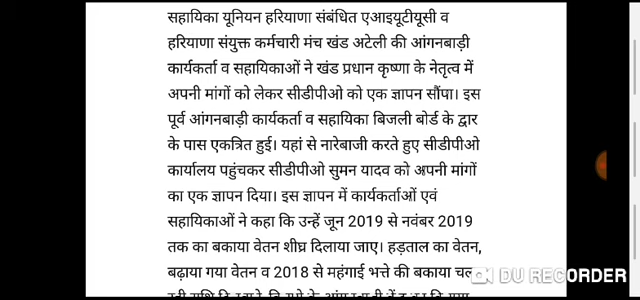 सहायिका यूनियन हरियाणा संबंधित एआइयूटीयूसी व
हरियाणा संयुक्त कर्मचारी मंच खंड अटेली की आंगनबाड़ी
कार्यकर्ता व सहायिकाओं ने खंड प्रधान कृष्णा के नेतृत्व में
अपनी मांगों को लेकर सीडीपीओ को एक ज्ञापन सौंपा। इस
पूर्व आंगनबाड़ी कार्यकर्ता व सहायिका बिजली बोर्ड के द्वार
के पास एकत्रित हुई। यहां से नारेबाजी करते हुए सीडीपीओ
कार्यालय पहुंचकर सीडीपीओ सुमन यादव को अपनी मांगों
का एक ज्ञापन दिया। इस ज्ञापन में कार्यकर्ताओं एवं
सहायिकाओं ने कहा कि उन्हें जून 2019 से नवंबर 2019
तक का बकाया वेतन शीघ्र दिलाया जाए। हड़ताल का वेतन,
बढ़ाया गया वेतन व 2018 से महंगाई भत्ते की बकाया चल
DU RECORDER